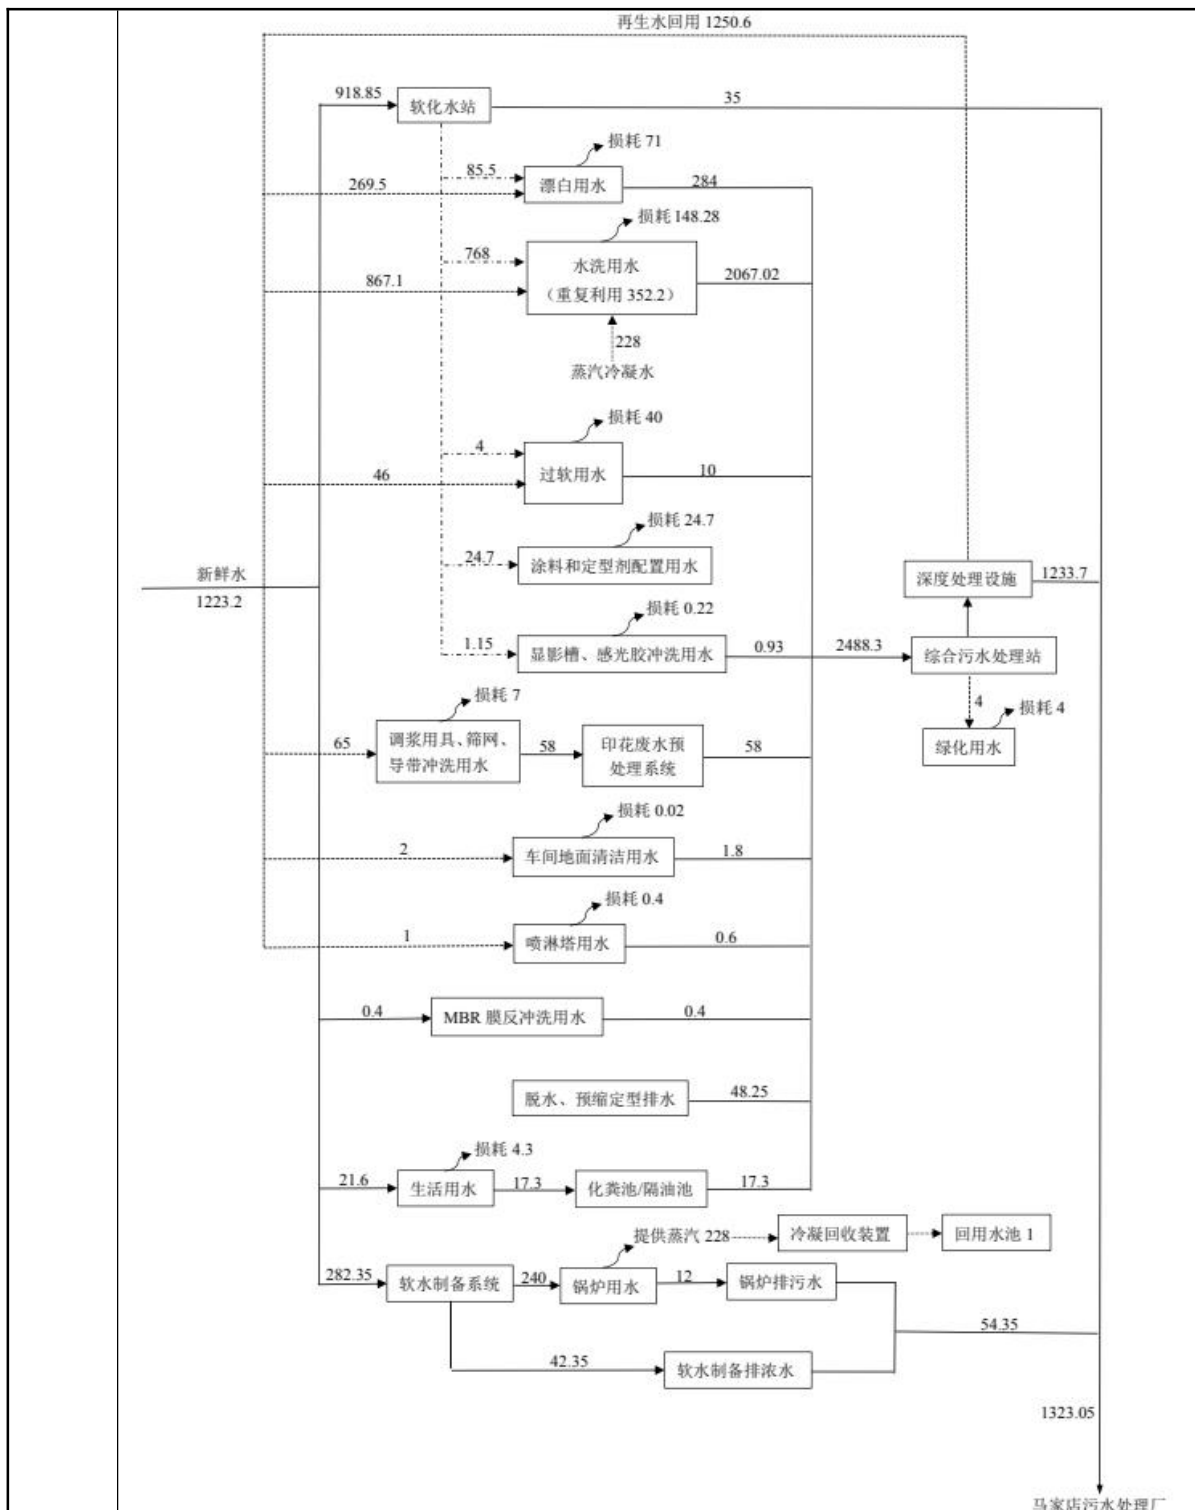 再生水回用 1250.6
918.85
软化水站
35
损耗 71
85.5
269.5
漂白用水
284
损耗 148.28
768
867.1
水洗用水
（重复利用 352.2）
2067.02
228
蒸汽冷凝水
损耗 40
4
46
过软用水
10
损耗 24.7
24.7
涂料和定型剂配置用水
新鲜水
1223.2
深度处理设施
1233.7
损耗 0.22
1.15
显影槽、感光胶冲洗用水
0.93
2488.3
综合污水处理站
4
损耗 4
绿化用水
损耗 7
65
调浆用具、筛网、
导带冲洗用水
58
印花废水预
处理系统
58
损耗 0.02
2
车间地面清洁用水
1.8
损耗 0.4
1
喷淋塔用水
0.6
0.4
MBR 膜反冲洗用水
0.4
脱水、预缩定型排水
48.25
损耗 4.3
21.6
生活用水
17.3
化粪池/隔油池
17.3
提供蒸汽 228
冷凝回收装置
回用水池 1
282.35
软水制备系统
240
锅炉用水
12
锅炉排污水
54.35
42.35
软水制备排浓水
1323.05
马家店污水处理厂